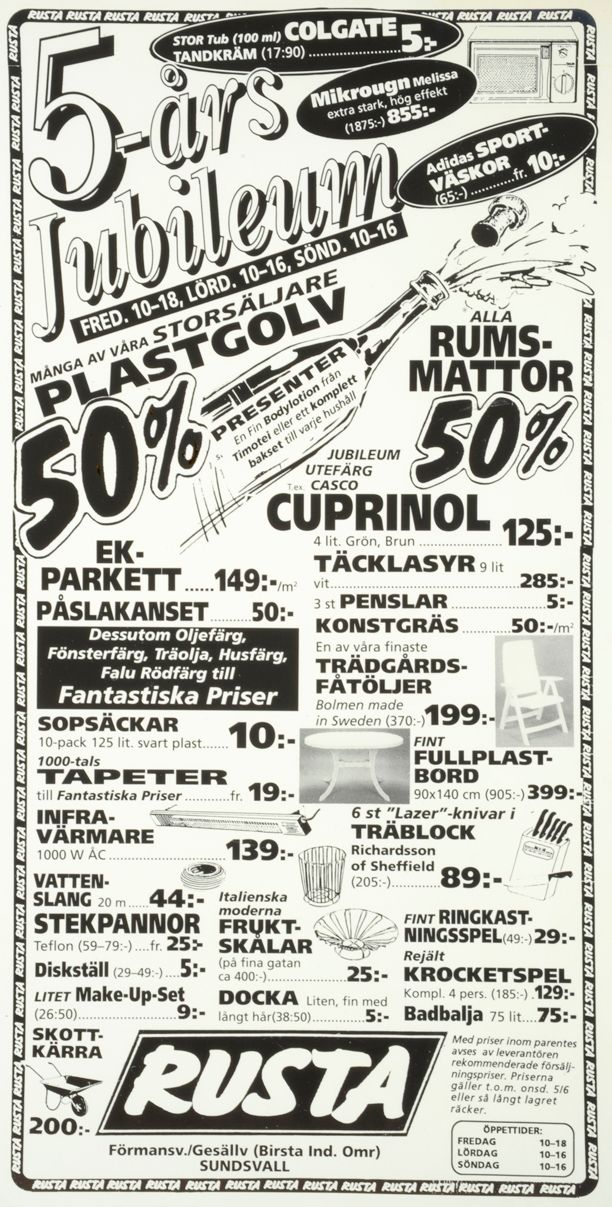 STOR Tub (100 ml) COLGATE
TANDKRÄM (17:90) .................... 5:-
5-års
Jubileum
Mikrougn Melissa
extra stark, hög effekt
(1875:-) 855:-
Adidas SPORT-
VÄSKOR
(65:-) ............fr. 10:-
FRED. 10–18, LÖRD. 10–16, SÖND. 10–16
MÅNGA AV VÅRA STORSÄLJARE
PLASTGOLV
50%
PRESENTER
En Fin Bodylotion från
Timotei eller ett komplett
bakset till varje hushåll
ALLA
RUMS-
MATTOR
50%
JUBILEUM
UTEFÄRG
T.ex. CASCO
CUPRINOL
4 lit. Grön, Brun ................ 125:-
TÄCKLASYR 9 lit
vit................................285:-
3 st PENSLAR ................5:-
KONSTGRÄS ........50:-/m²
EK-
PARKETT ......149:-/m²
PÅSLAKANSET ........50:-
Dessutom Oljefärg,
Fönsterfärg, Träolja, Husfärg,
Falu Rödfärg till
Fantastiska Priser
En av våra finaste
TRÄDGÅRDS-
FÅTÖLJER
Bolmen made
in Sweden (370:-) 199:-
SOPSÄCKAR
10-pack 125 lit. svart plast...... 10:-
1000-tals
TAPETER
till Fantastiska Priser ..........fr. 19:-
FINT
FULLPLAST-
BORD
90x140 cm (905:-) 399:-
INFRA-
VÄRMARE
1000 W ÅC .................... 139:-
6 st ”Lazer”-knivar i
TRÄBLOCK
Richardsson
of Sheffield
(205:-)............. 89:-
VATTEN-
SLANG 20 m .....44:-
STEKPANNOR
Teflon (59–79:-) ....fr. 25:-
Diskställ (29–49:-) ....5:-
LITET Make-Up-Set
(26:50)....................9:-
Italienska
moderna
FRUKT-
SKÅLAR
(på fina gatan
ca 400:-)................25:-
DOCKA Liten, fin med
långt hår(38:50)..............5:-
FINT RINGKAST-
NINGSSPEL(49:-) 29:-
Rejält
KROCKETSPEL
Kompl. 4 pers. (185:-) .129:-
Badbalja 75 lit....75:-
SKOTT-
KÄRRA
200:-
RUSTA
Förmansv./Gesällv (Birsta Ind. Omr)
SUNDSVALL
Med priser inom parentes
avses av leverantören
rekommenderade försälj-
ningspriser. Priserna
gäller t.o.m. onsd. 5/6
eller så långt lagret
räcker.
ÖPPETTIDER:
FREDAG 10–18
LÖRDAG 10–16
SÖNDAG 10–16
RUSTA RUSTA RUSTA RUSTA RUSTA RUSTA RUSTA RUSTA RUSTA RUSTA RUSTA RUSTA